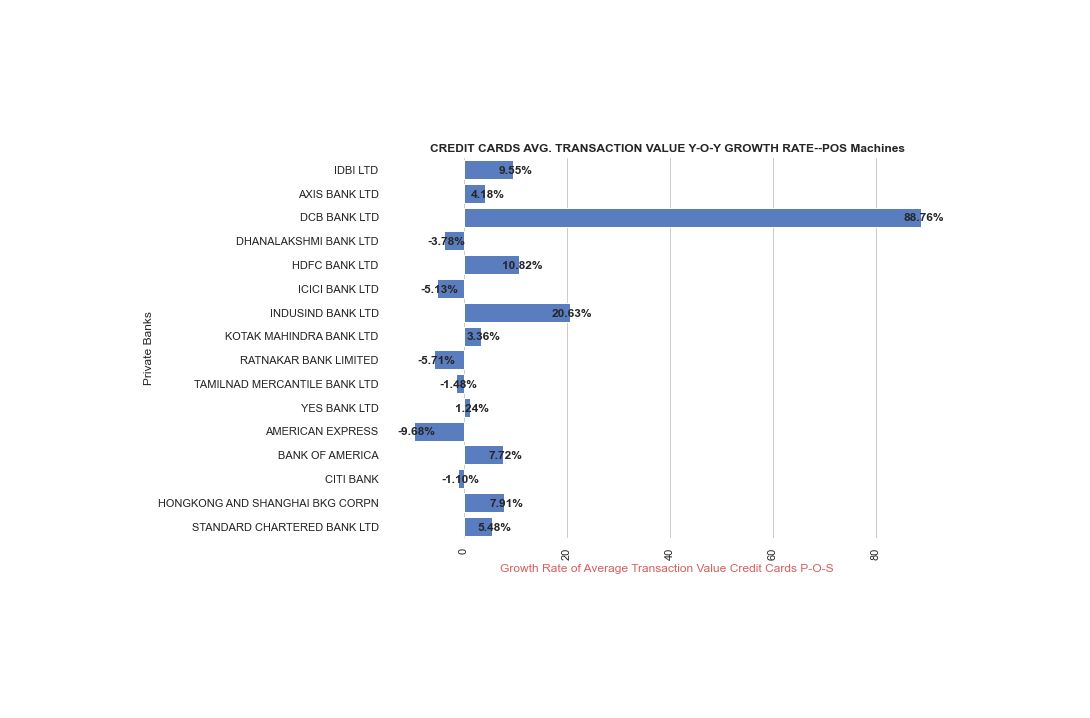 CREDIT CARDS AVG. TRANSACTION VALUE Y-O-Y GROWTH RATE--POS Machines
Private Banks
IDBI LTD 9.55%
AXIS BANK LTD 4.18%
DCB BANK LTD 88.76%
DHANALAKSHMI BANK LTD -3.78%
HDFC BANK LTD 10.82%
ICICI BANK LTD -5.13%
INDUSIND BANK LTD 20.63%
KOTAK MAHINDRA BANK LTD 3.36%
RATNAKAR BANK LIMITED -5.71%
TAMILNAD MERCANTILE BANK LTD -1.48%
YES BANK LTD 1.24%
AMERICAN EXPRESS -9.68%
BANK OF AMERICA 7.72%
CITI BANK -1.10%
HONGKONG AND SHANGHAI BKG CORPN 7.91%
STANDARD CHARTERED BANK LTD 5.48%
0 20 40 60 80
Growth Rate of Average Transaction Value Credit Cards P-O-S